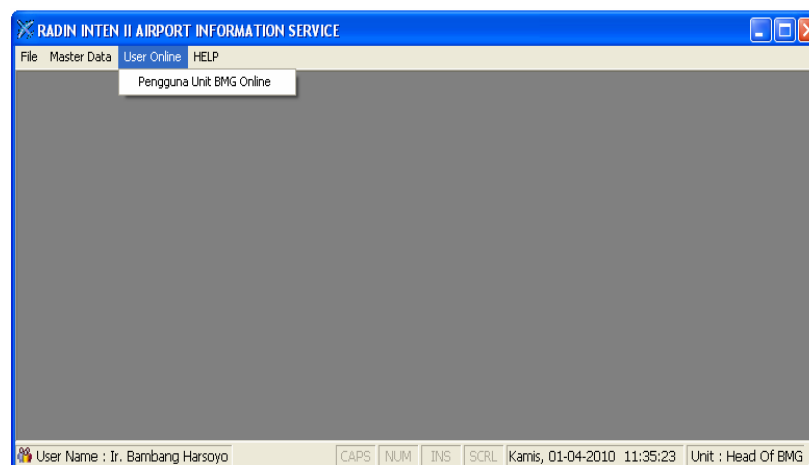 RADIN INTEN II AIRPORT INFORMATION SERVICE
File Master Data User Online HELP
Pengguna Unit BMG Online
User Name : Ir. Bambang Harsoyo CAPS NUM INS SCRL Kamis, 01-04-2010 11:35:23 Unit : Head Of BMG